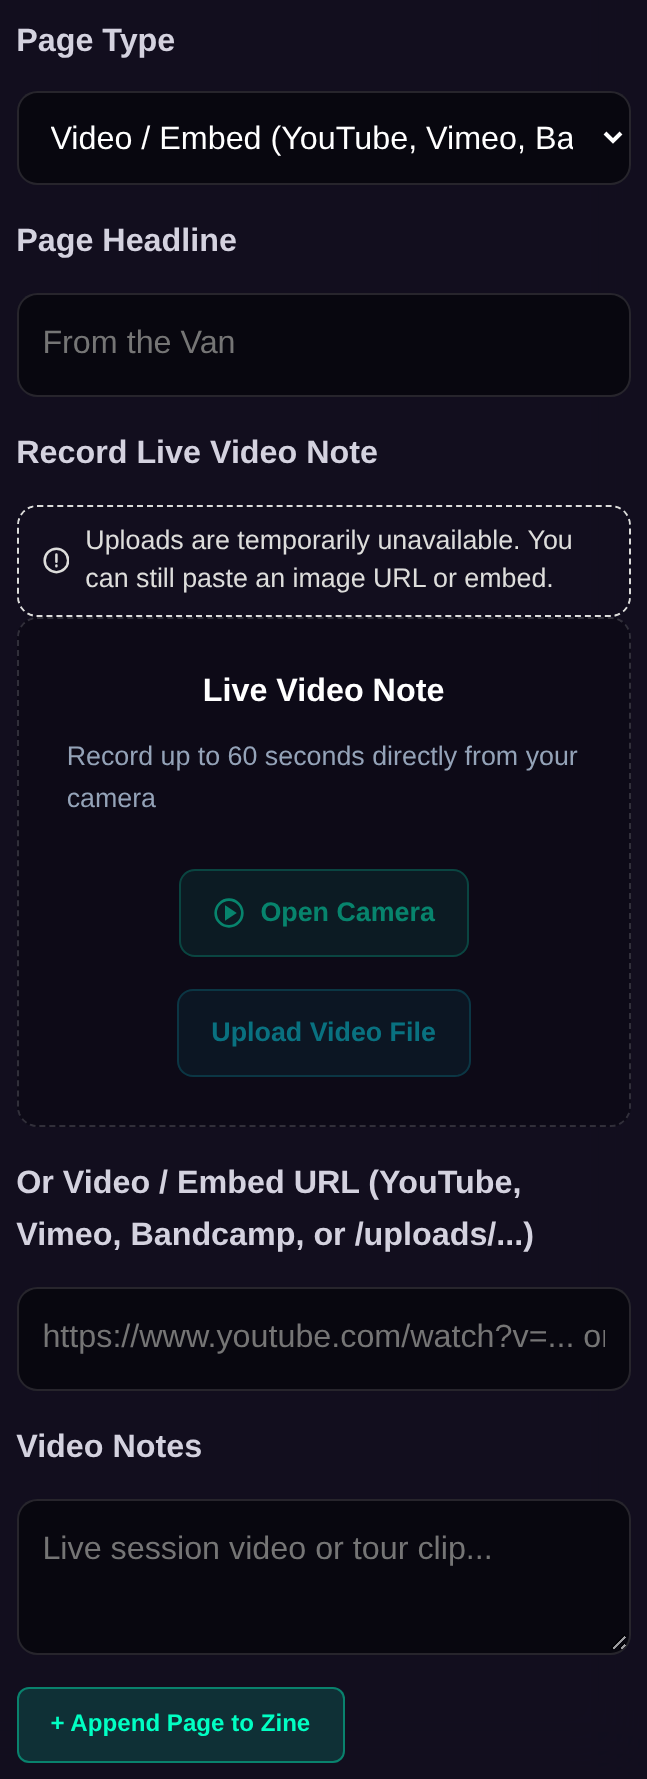 Page Type
Video / Embed (YouTube, Vimeo, Ba
Page Headline
From the Van
Record Live Video Note
Uploads are temporarily unavailable. You
can still paste an image URL or embed.
Live Video Note
Record up to 60 seconds directly from your
camera
Open Camera
Upload Video File
Or Video / Embed URL (YouTube,
Vimeo, Bandcamp, or /uploads/...)
https://www.youtube.com/watch?v=... or
Video Notes
Live session video or tour clip...
+ Append Page to Zine